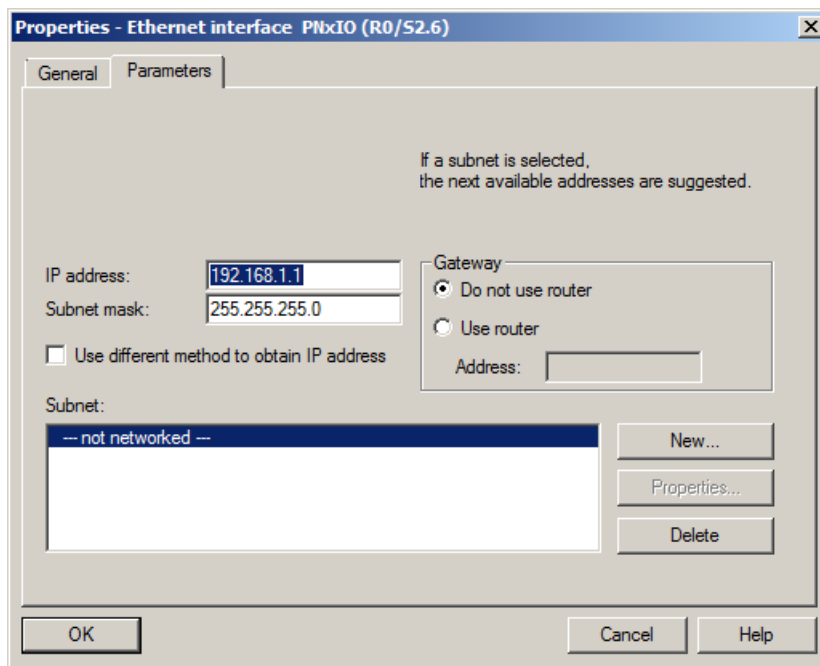 Properties - Ethernet interface PNxIO (R0/S2.6)
General
Parameters
If a subnet is selected,
the next available addresses are suggested.
IP address:
192.168.1.1
Subnet mask:
255.255.255.0
Use different method to obtain IP address
Gateway
Do not use router
Use router
Address:
Subnet:
--- not networked ---
New...
Properties...
Delete
OK
Cancel
Help